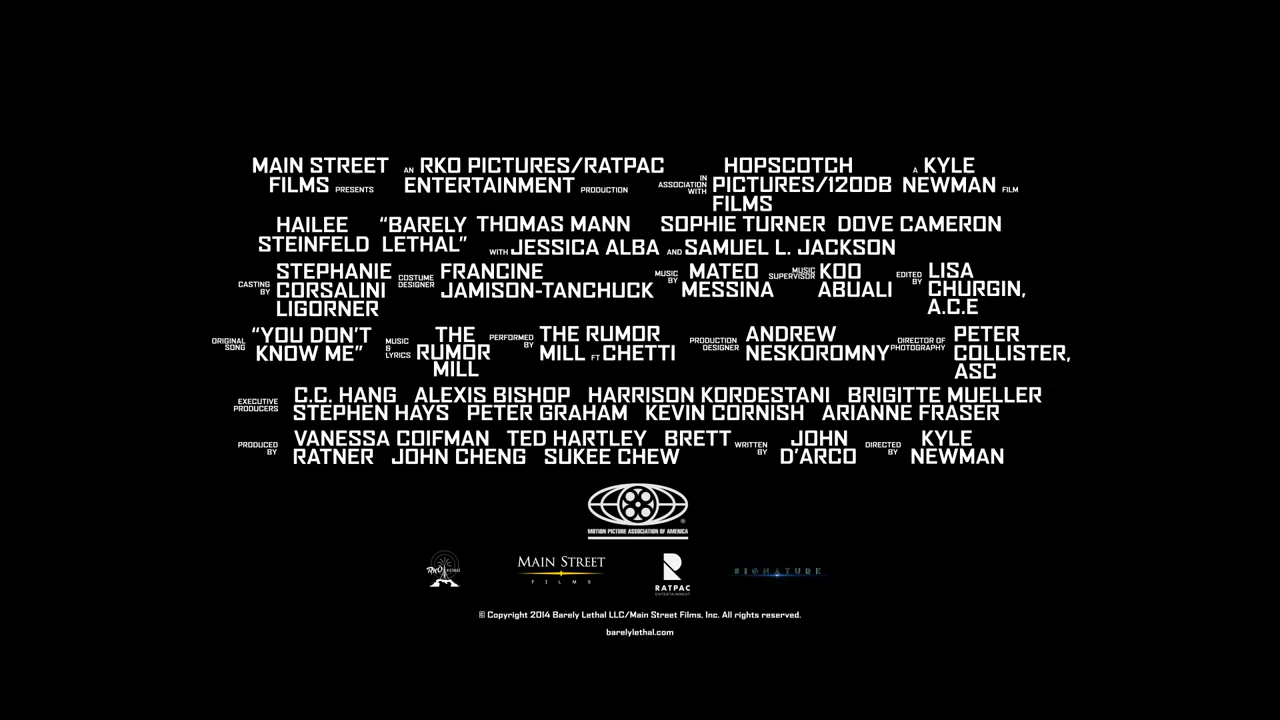 MAIN STREET AN RKO PICTURES/RATPAC HOPSCOTCH A KYLE
FILMS PRESENTS ENTERTAINMENT PRODUCTION IN ASSOCIATION WITH PICTURES/120DB NEWMAN FILM
FILMS
HAILEE "BARELY THOMAS MANN SOPHIE TURNER DOVE CAMERON
STEINFELD LETHAL" WITH JESSICA ALBA AND SAMUEL L. JACKSON
CASTING BY STEPHANIE COSTUME DESIGNER FRANCINE MUSIC BY MATEO MUSIC SUPERVISOR KOO EDITED BY LISA
CORSALINI JAMISON-TANCHUCK MESSINA ABUALI CHURGIN,
LIGORNER A.C.E
ORIGINAL SONG "YOU DON'T MUSIC & LYRICS THE PERFORMED BY THE RUMOR PRODUCTION DESIGNER ANDREW DIRECTOR OF PHOTOGRAPHY PETER
KNOW ME" RUMOR MILL FT CHETTI NESKOROMNY COLLISTER,
MILL ASC
EXECUTIVE PRODUCERS C.C. HANG ALEXIS BISHOP HARRISON KORDESTANI BRIGITTE MUELLER
STEPHEN HAYS PETER GRAHAM KEVIN CORNISH ARIANNE FRASER
PRODUCED BY VANESSA COIFMAN TED HARTLEY BRETT WRITTEN BY JOHN DIRECTED BY KYLE
RATNER JOHN CHENG SUKEE CHEW D'ARCO NEWMAN
MOTION PICTURE ASSOCIATION OF AMERICA
®
RKO PICTURES
MAIN STREET
FILMS
RATPAC
ENTERTAINMENT
SIGNATURE
© Copyright 2014 Barely Lethal LLC/Main Street Films, Inc. All rights reserved.
barelylethal.com